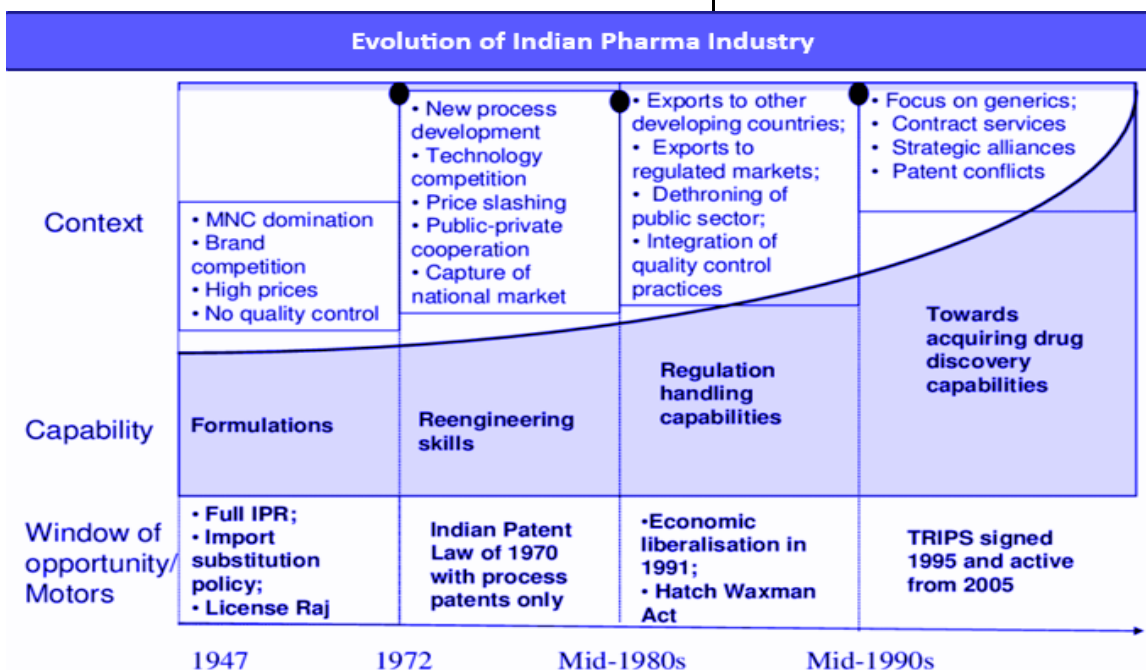 Evolution of Indian Pharma Industry
Context
• MNC domination
• Brand
competition
• High prices
• No quality control
• New process
development
• Technology
competition
• Price slashing
• Public-private
cooperation
• Capture of
national market
• Exports to other
developing countries;
• Exports to
regulated markets;
• Dethroning of
public sector;
• Integration of
quality control
practices
• Focus on generics;
• Contract services
• Strategic alliances
• Patent conflicts
Capability
Formulations
Reengineering
skills
Regulation
handling
capabilities
Towards
acquiring drug
discovery
capabilities
Window of
opportunity/
Motors
• Full IPR;
• Import
substitution
policy;
• License Raj
Indian Patent
Law of 1970
with process
patents only
•Economic
liberalisation in
1991;
• Hatch Waxman
Act
TRIPS signed
1995 and active
from 2005
1947
1972
Mid-1980s
Mid-1990s